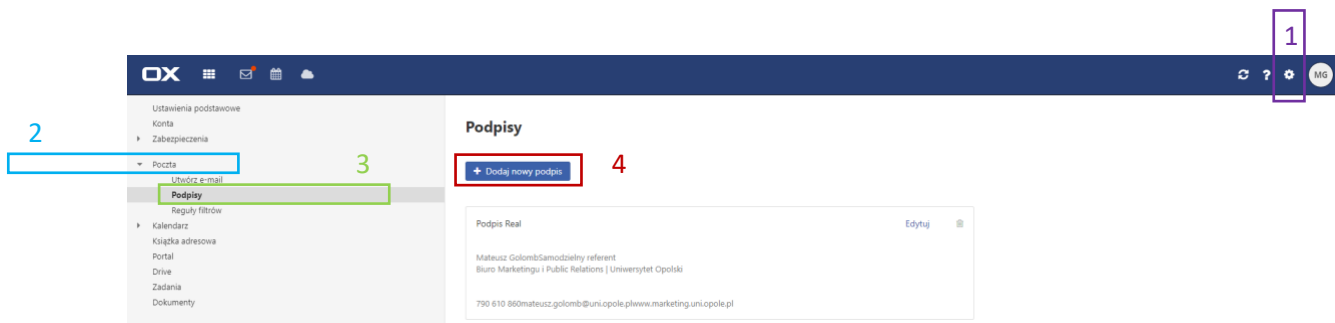 1
OX
?
MG
Ustawienia podstawowe
Konta
Zabezpieczenia
2
Poczta
3
Utwórz e-mail
Podpisy
Reguły filtrów
Kalendarz
Książka adresowa
Portal
Drive
Zadania
Dokumenty
Podpisy
+ Dodaj nowy podpis
4
Podpis Real
Edytuj
Mateusz GolombSamodzielny referent
Biuro Marketingu i Public Relations | Uniwersytet Opolski
790 610 860mateusz.golomb@uni.opole.plwww.marketing.uni.opole.pl